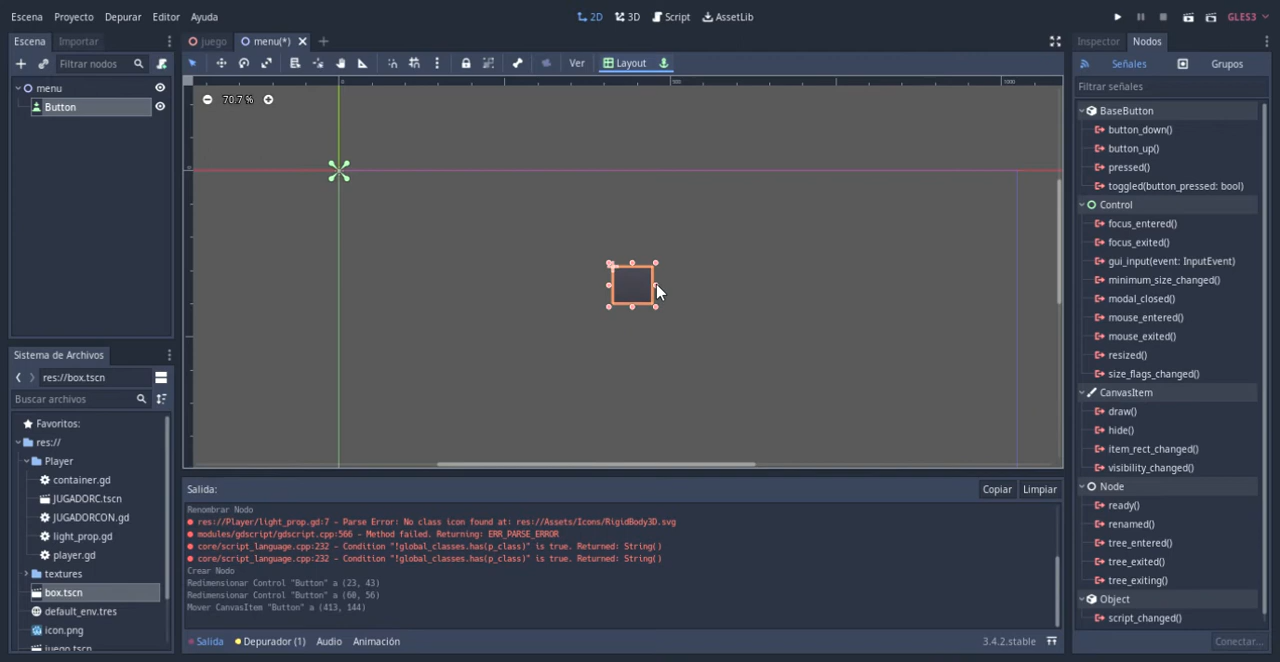 Escena Proyecto Depurar Editor Ayuda
2D 3D Script AssetLib
GLES3
Escena Importar
juego menu(*)
Inspector Nodos
Filtrar nodos
Ver Layout
Señales Grupos
menu
Button
0 500 1000
70.7 %
Filtrar señales
BaseButton
button_down()
button_up()
pressed()
toggled(button_pressed: bool)
Control
focus_entered()
focus_exited()
gui_input(event: InputEvent)
minimum_size_changed()
modal_closed()
mouse_entered()
mouse_exited()
resized()
size_flags_changed()
CanvasItem
draw()
hide()
item_rect_changed()
visibility_changed()
Node
ready()
renamed()
tree_entered()
tree_exited()
tree_exiting()
Object
script_changed()
Conectar...
Sistema de Archivos
res://box.tscn
Buscar archivos
Favoritos:
res://
Player
container.gd
JUGADORC.tscn
JUGADORCON.gd
light_prop.gd
player.gd
textures
box.tscn
default_env.tres
icon.png
juego.tscn
Salida:
Copiar Limpiar
Renombrar Nodo
res://Player/light_prop.gd:7 - Parse Error: No class icon found at: res://Assets/Icons/RigidBody3D.svg
modules/gdscript/gdscript.cpp:566 - Method failed. Returning: ERR_PARSE_ERROR
core/script_language.cpp:232 - Condition "!global_classes.has(p_class)" is true. Returned: String()
core/script_language.cpp:232 - Condition "!global_classes.has(p_class)" is true. Returned: String()
Crear Nodo
Redimensionar Control "Button" a (23, 43)
Redimensionar Control "Button" a (60, 56)
Mover CanvasItem "Button" a (413, 144)
Salida Depurador (1) Audio Animación
3.4.2.stable